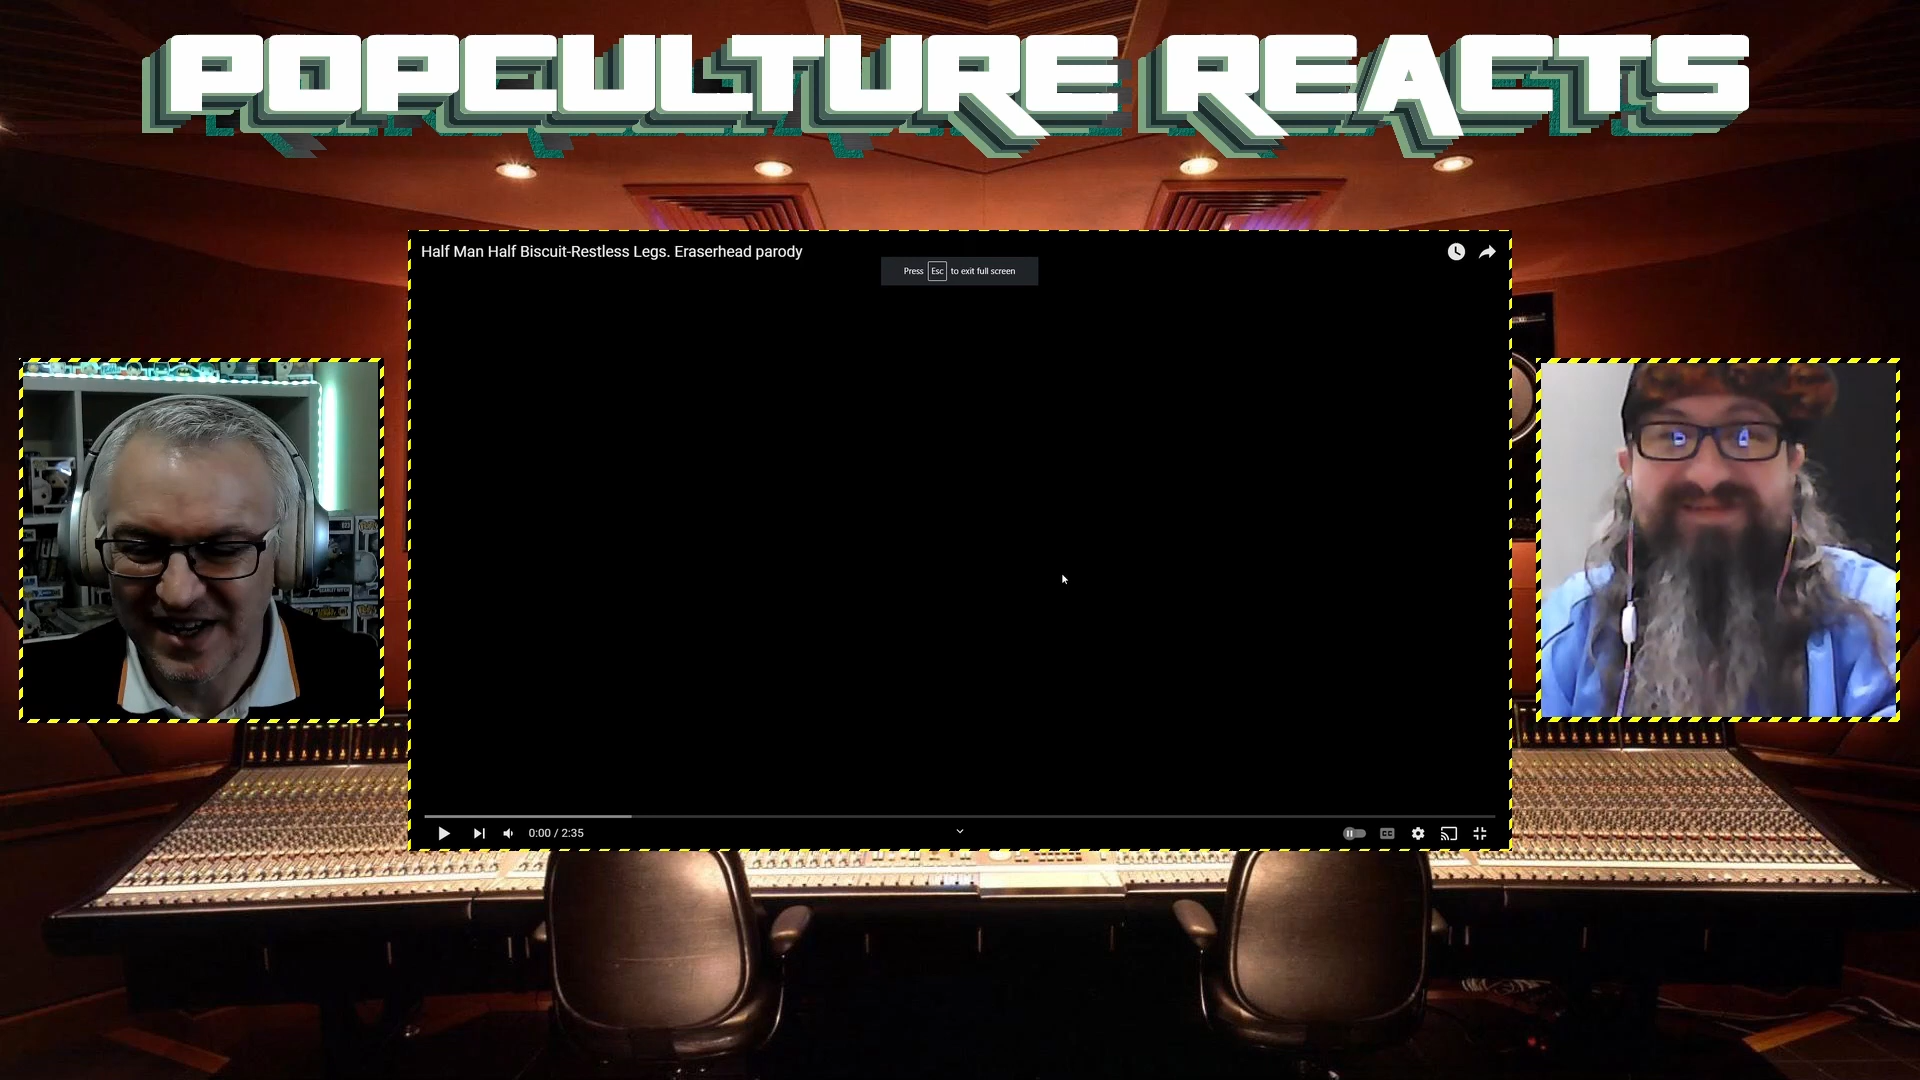 POPCULTURE REACTS
Half Man Half Biscuit-Restless Legs. Eraserhead parody
Press Esc to exit full screen
0:00 / 2:35
CC